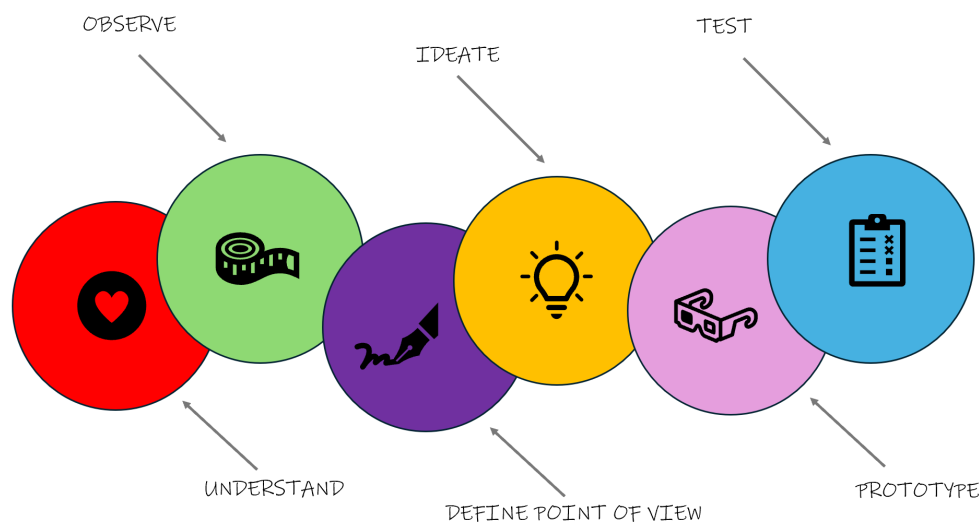 OBSERVE
IDEATE
TEST
UNDERSTAND
DEFINE POINT OF VIEW
PROTOTYPE